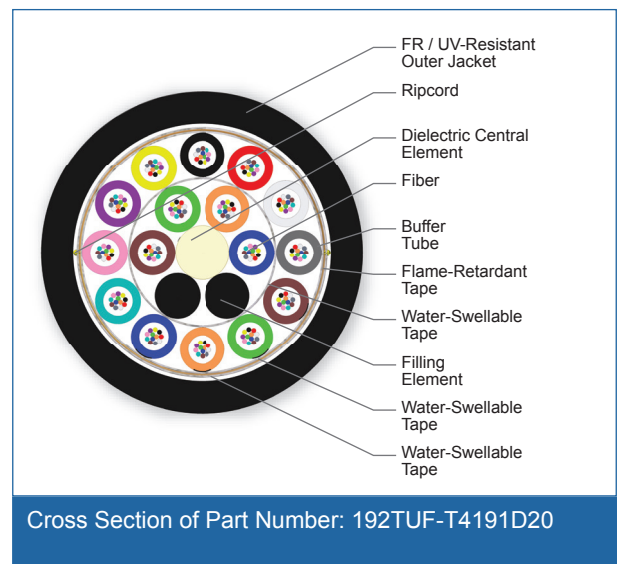 FR / UV-Resistant
Outer Jacket
Ripcord
Dielectric Central
Element
Fiber
Buffer
Tube
Flame-Retardant
Tape
Water-Swellable
Tape
Filling
Element
Water-Swellable
Tape
Water-Swellable
Tape
Cross Section of Part Number: 192TUF-T4191D20